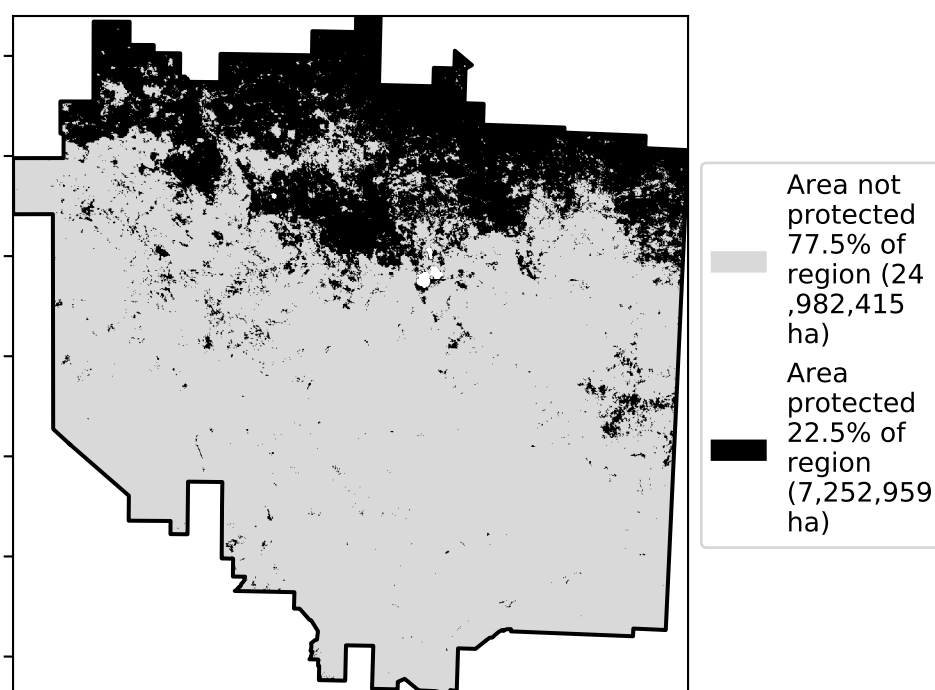 Area not
protected
77.5% of
region (24
,982,415
ha)
Area
protected
22.5% of
region
(7,252,959
ha)